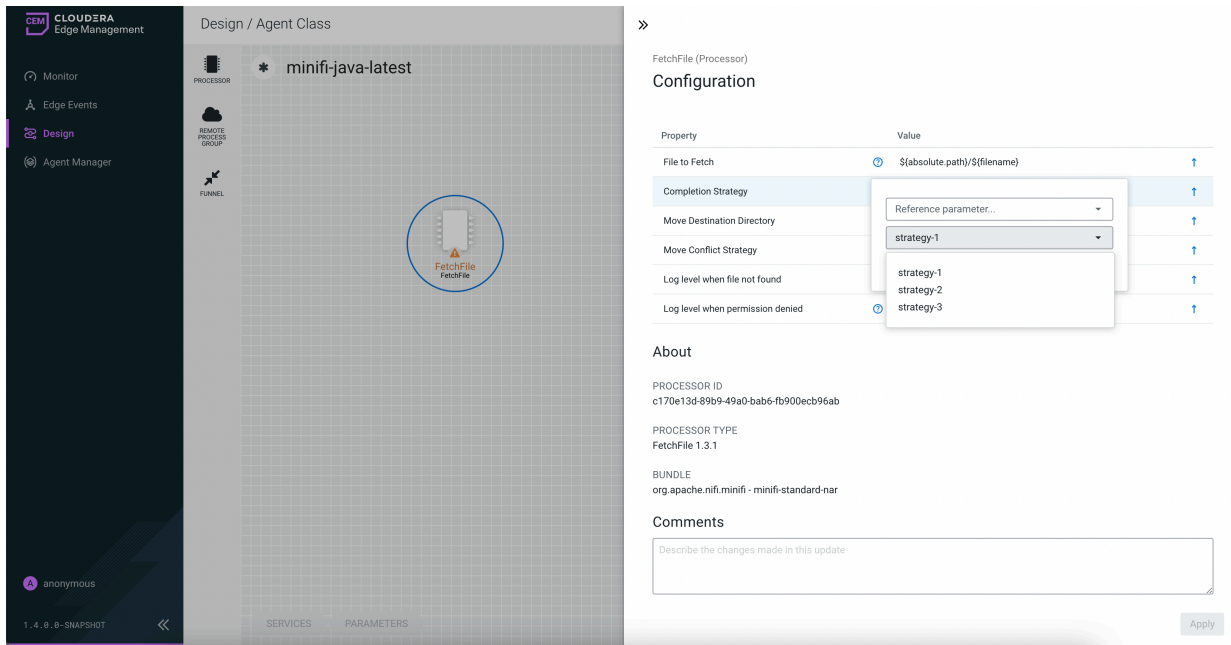 CEM CLOUDERA
Edge Management
Monitor
Edge Events
Design
Agent Manager
A anonymous
1.4.0.0-SNAPSHOT
Design / Agent Class
PROCESSOR
REMOTE
PROCESS
GROUP
FUNNEL
minifi-java-latest
FetchFile
FetchFile
SERVICES PARAMETERS
FetchFile (Processor)
Configuration
Property Value
File to Fetch ${absolute.path}/${filename}
Completion Strategy
Reference parameter...
Move Destination Directory
strategy-1
Move Conflict Strategy
strategy-1
Log level when file not found
strategy-2
strategy-3
Log level when permission denied
About
PROCESSOR ID
c170e13d-89b9-49a0-bab6-fb900ecb96ab
PROCESSOR TYPE
FetchFile 1.3.1
BUNDLE
org.apache.nifi.minifi - minifi-standard-nar
Comments
Describe the changes made in this update
Apply